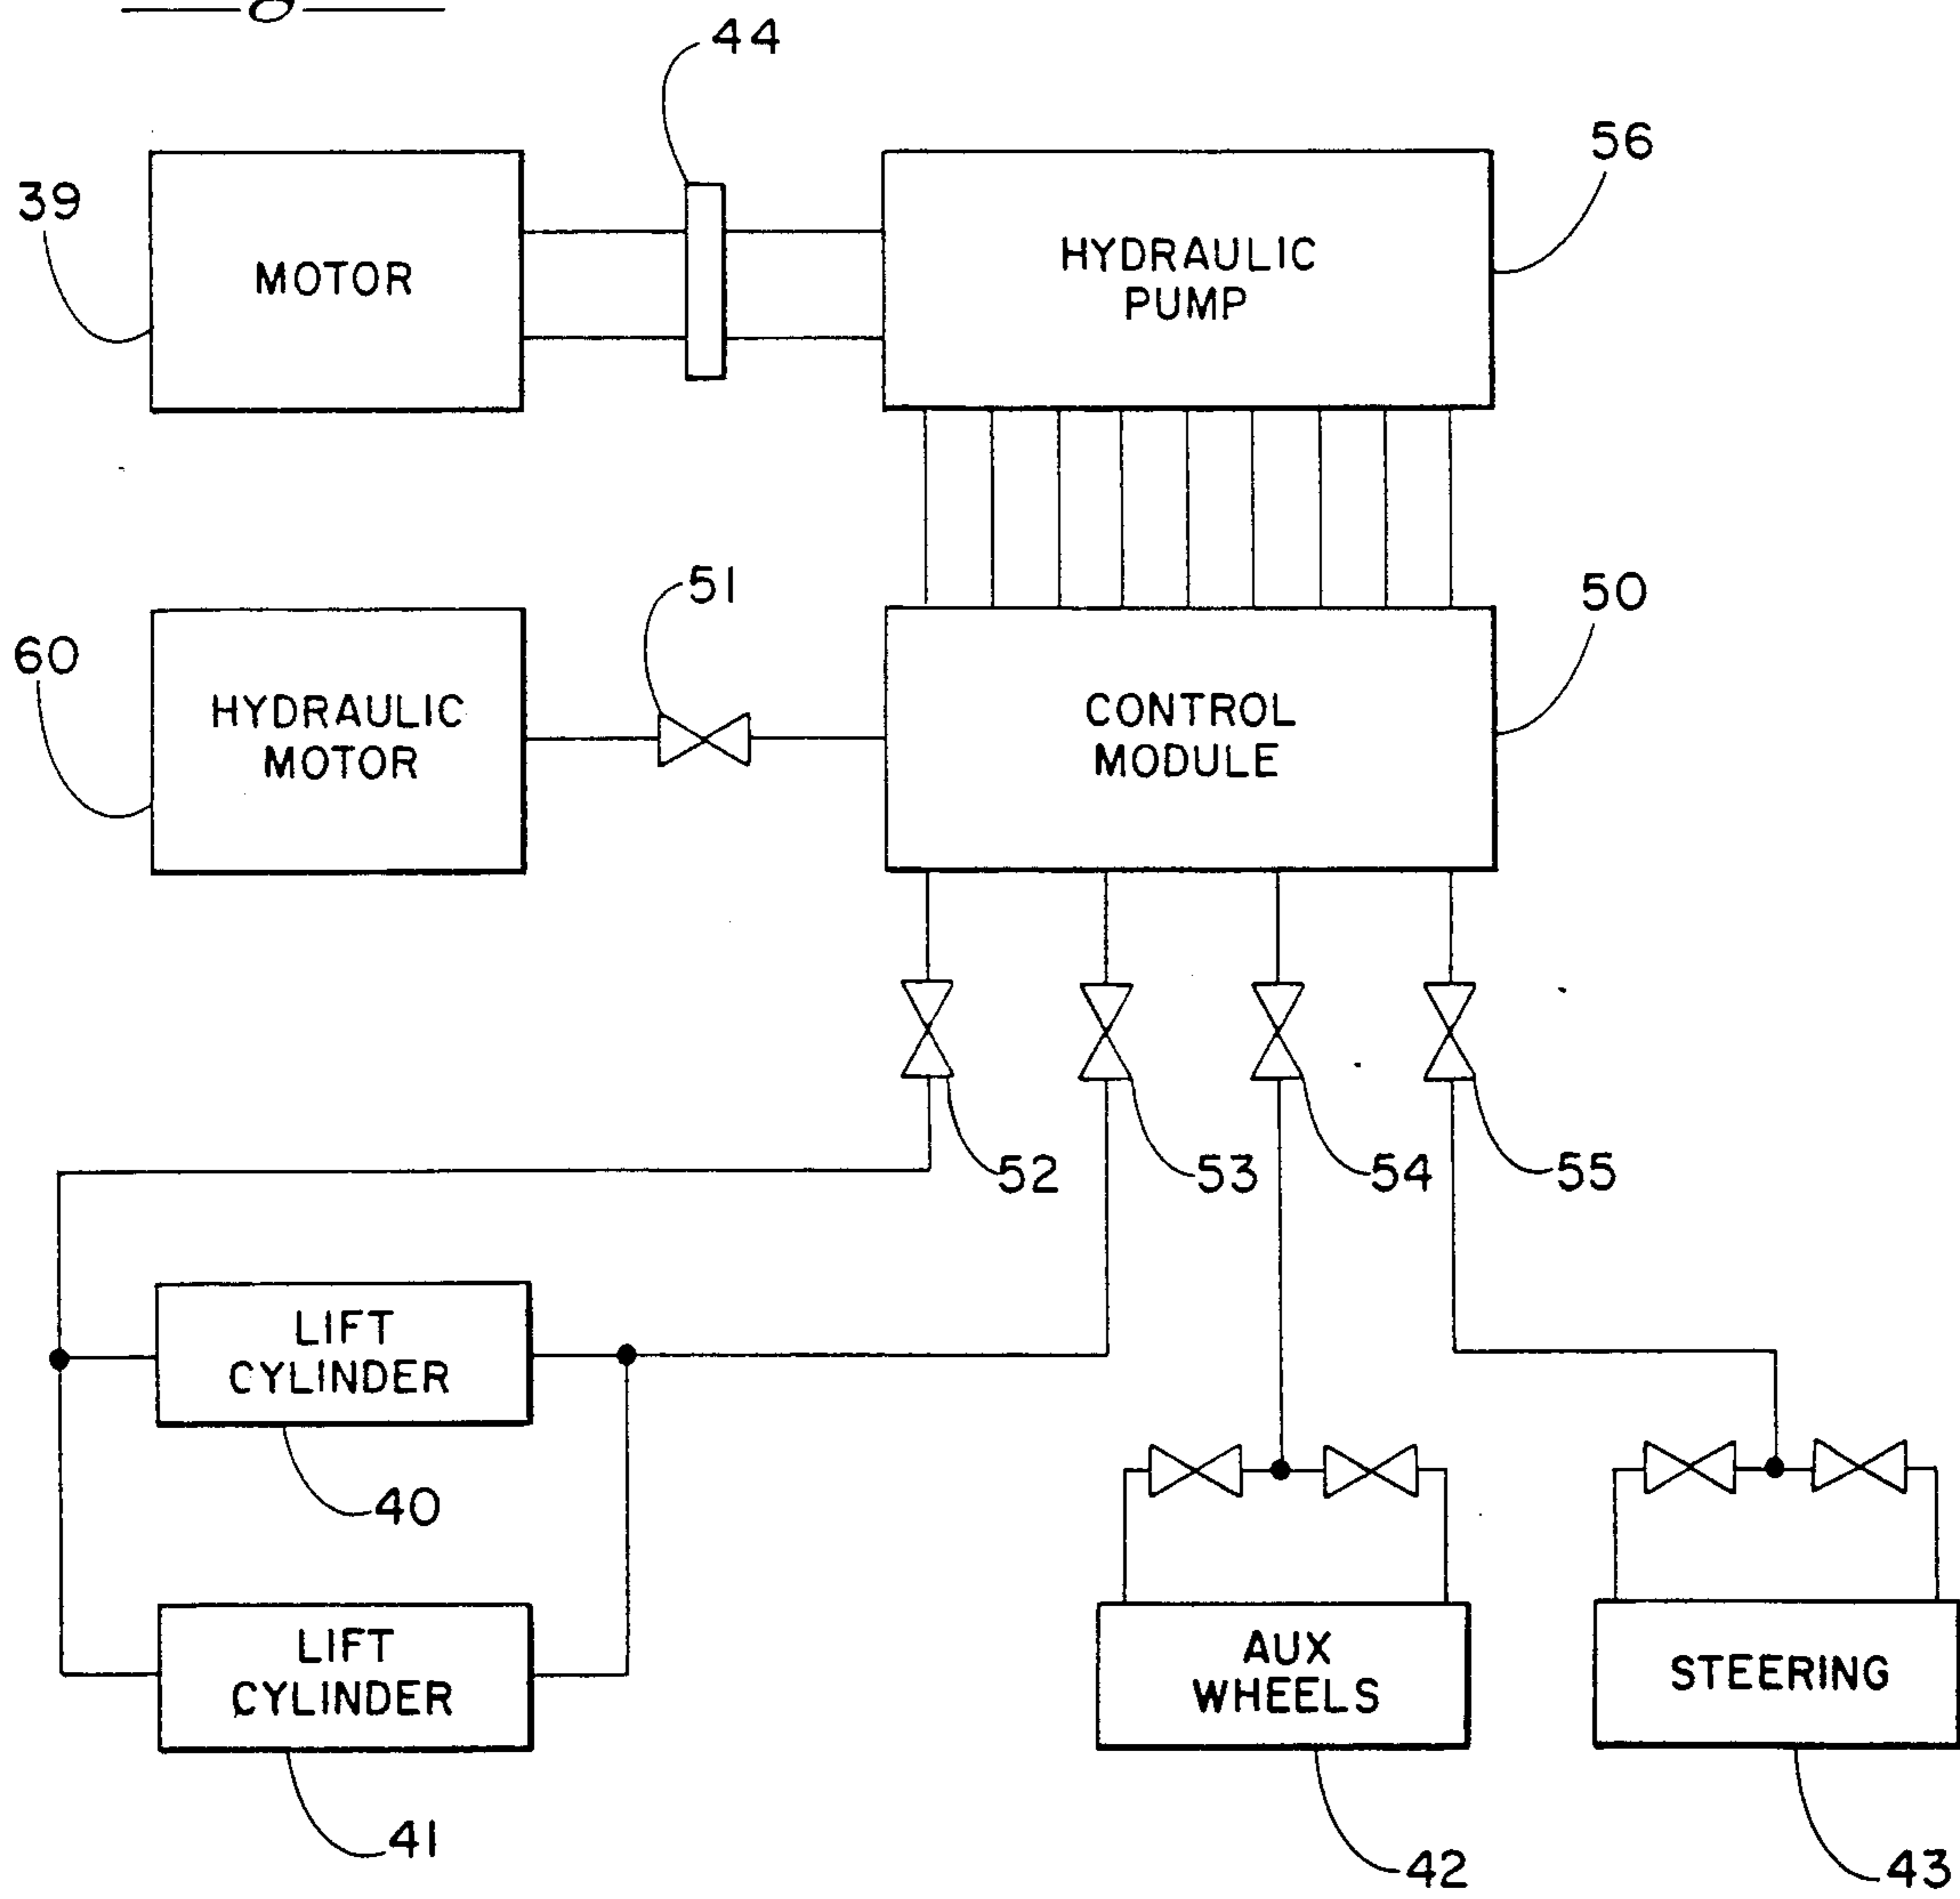 44
56
39
MOTOR
HYDRAULIC
PUMP
51
50
60
HYDRAULIC
MOTOR
CONTROL
MODULE
52
53
54
55
LIFT
CYLINDER
40
LIFT
CYLINDER
AUX
WHEELS
STEERING
41
42
43